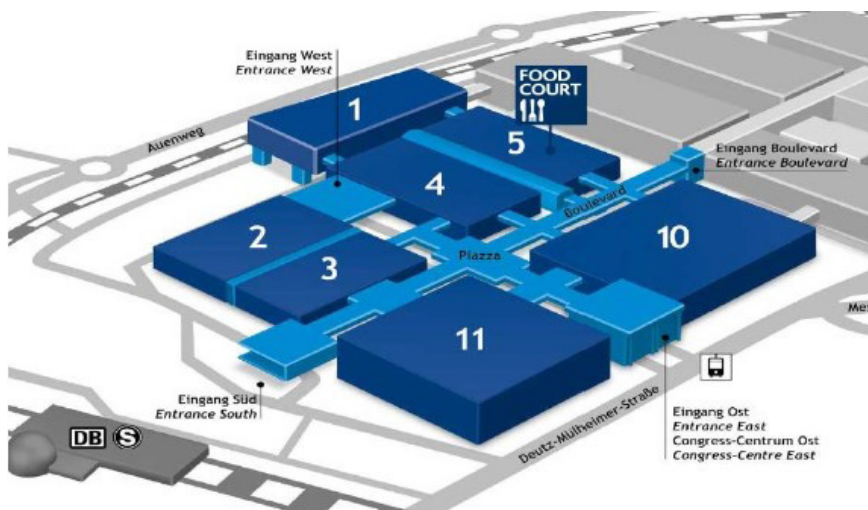 Eingang West
Entrance West
FOOD
COURT
1
Auenweg
5
Eingang Boulevard
Entrance Boulevard
4
Boulevard
2
10
3
Piazza
11
Eingang Süd
Entrance South
DB S
Deutz-Mülheimer-Straße
Eingang Ost
Entrance East
Congress-Centrum Ost
Congress-Centre East